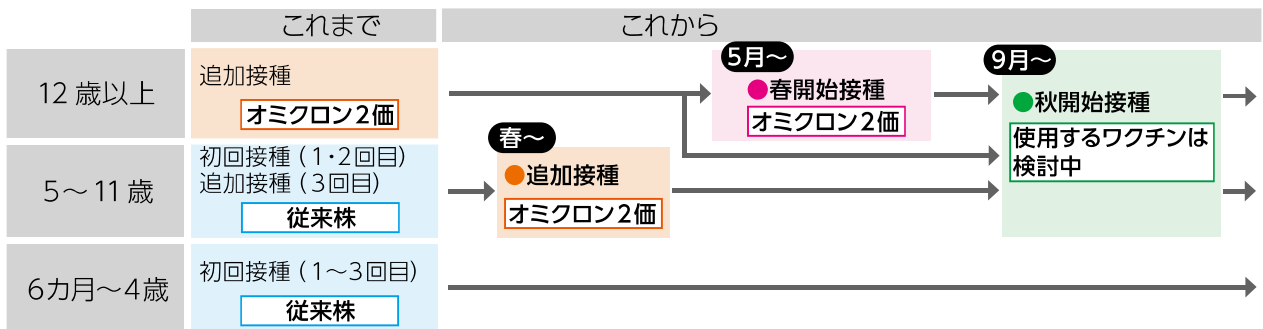 これまで
これから
12歳以上
追加接種
オミクロン2価
5月～
●春開始接種
オミクロン2価
9月～
●秋開始接種
使用するワクチンは
検討中
5～11歳
初回接種（1・2回目）
追加接種（3回目）
従来株
春～
●追加接種
オミクロン2価
6カ月～4歳
初回接種（1～3回目）
従来株